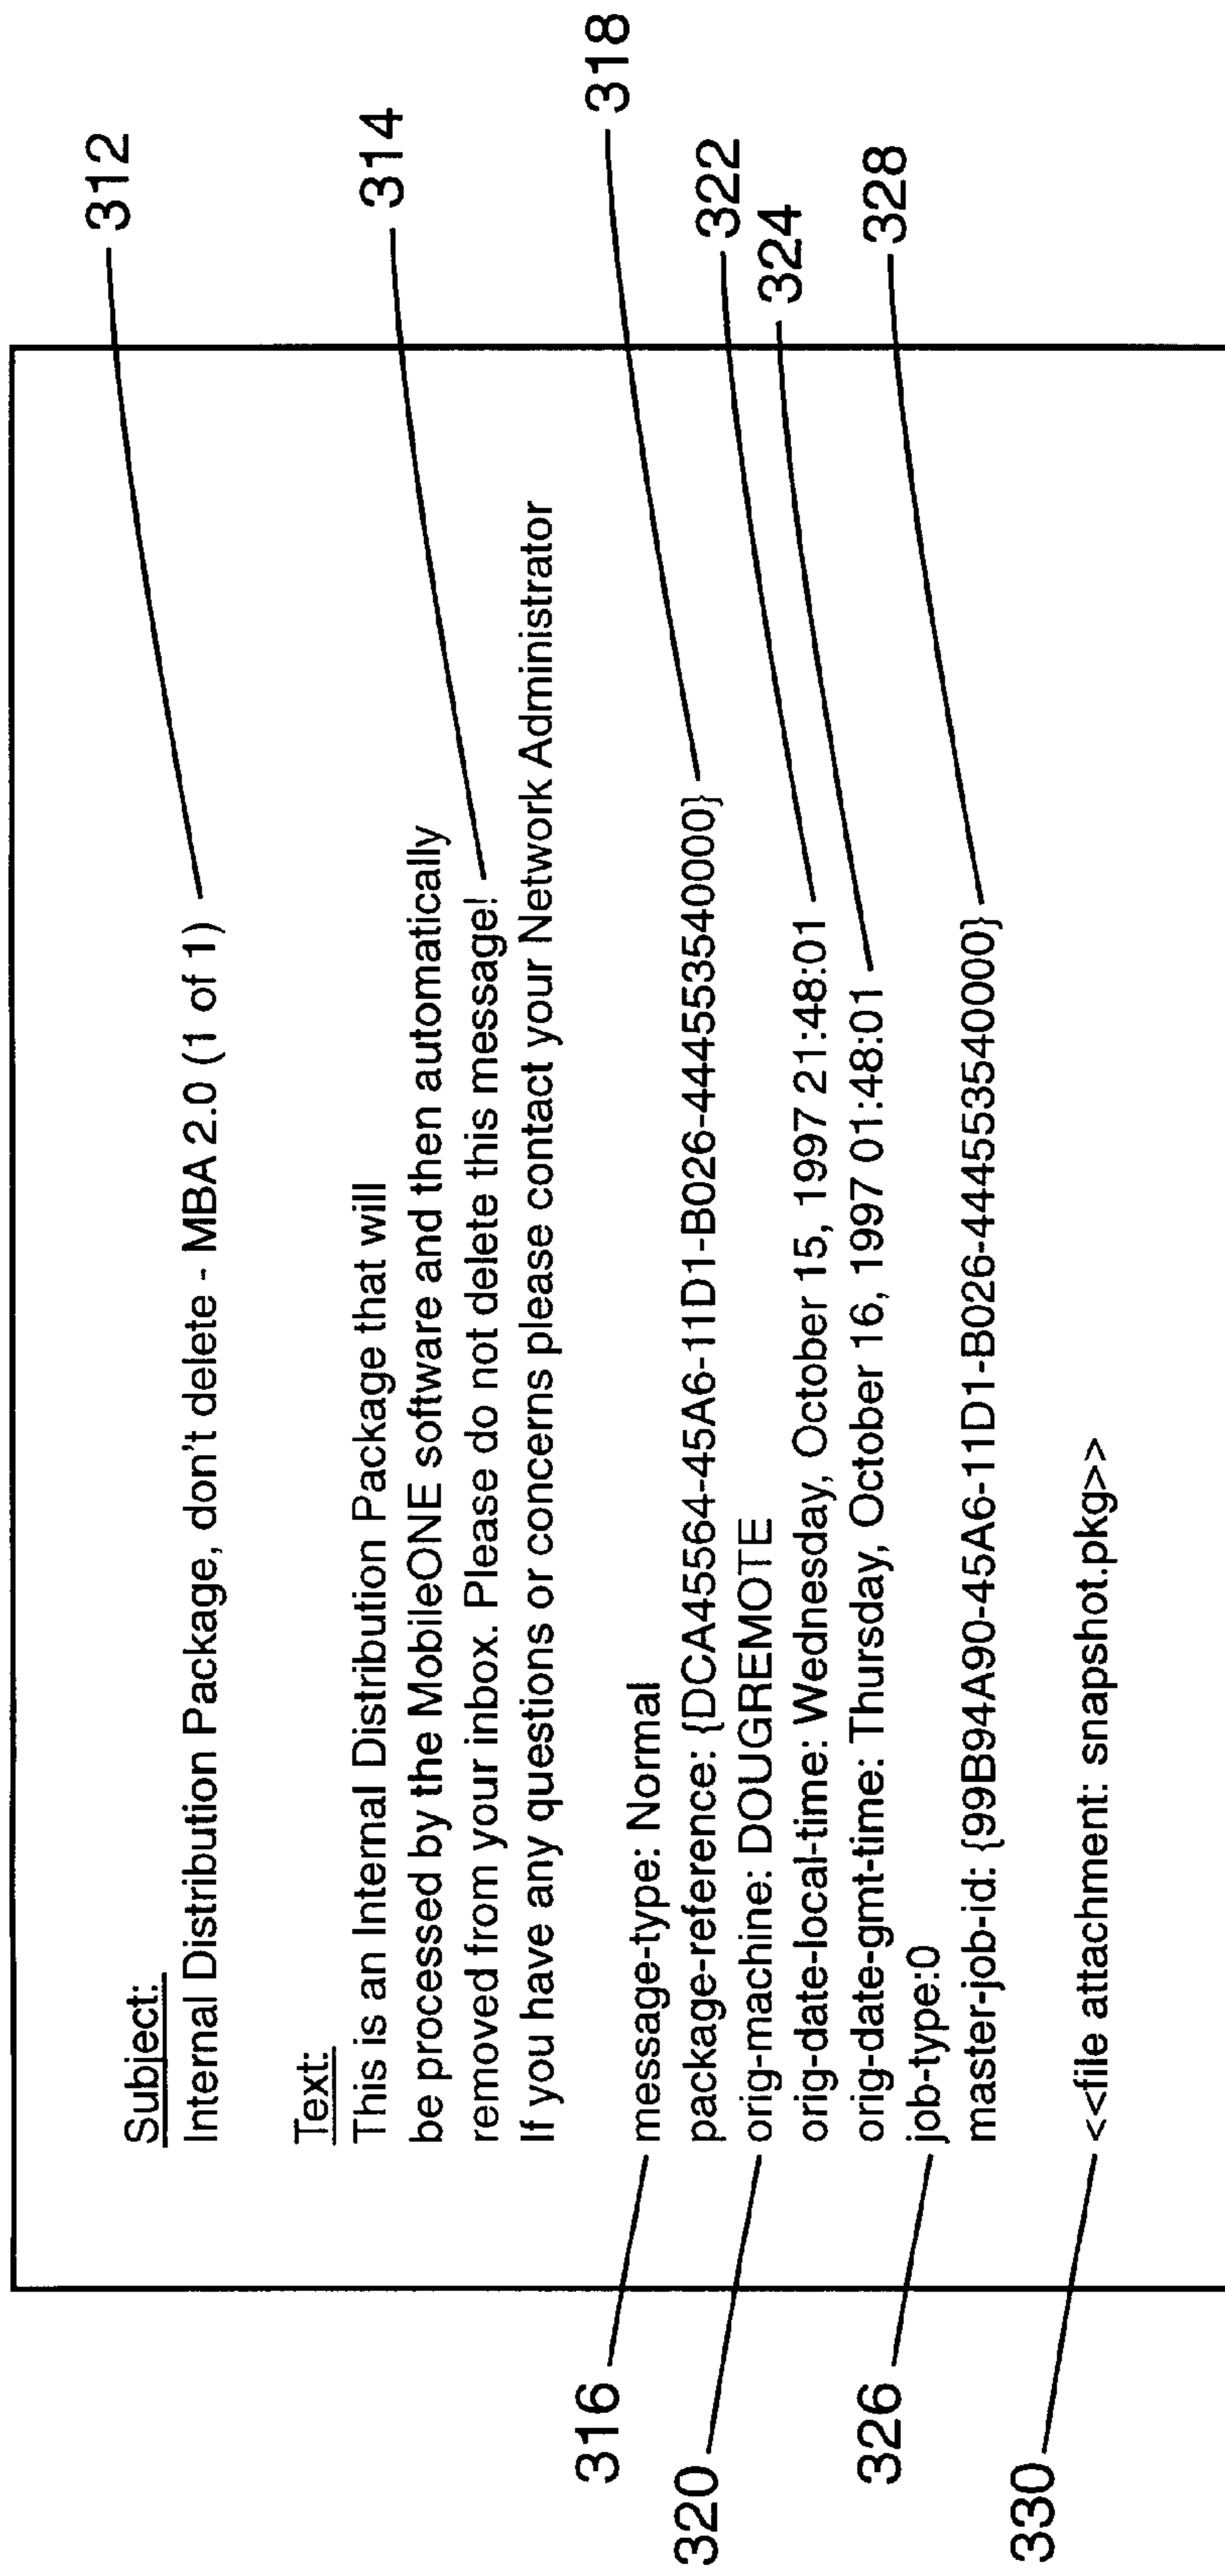 312
Subject:
Internal Distribution Package, don't delete - MBA 2.0 (1 of 1)
Text:
This is an Internal Distribution Package that will
be processed by the MobileONE software and then automatically
removed from your inbox. Please do not delete this message!
314
If you have any questions or concerns please contact your Network Administrator
316
message-type: Normal
package-reference: {DCA45564-45A6-11D1-B026-444553540000}
318
320
orig-machine: DOUGREMOTE
orig-date-local-time: Wednesday, October 15, 1997 21:48:01
322
orig-date-gmt-time: Thursday, October 16, 1997 01:48:01
324
326
job-type:0
master-job-id: {99B94A90-45A6-11D1-B026-444553540000}
328
330
<<file attachment: snapshot.pkg>>